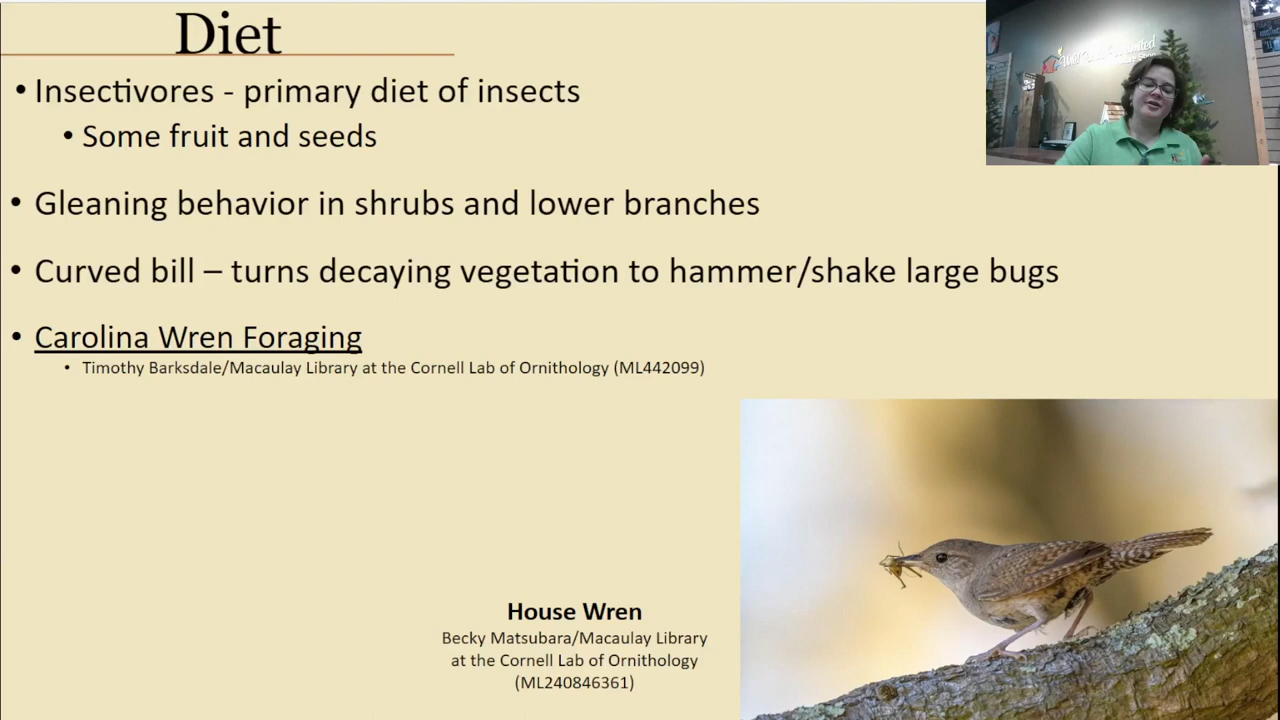 Diet
• Insectivores - primary diet of insects
• Some fruit and seeds
• Gleaning behavior in shrubs and lower branches
• Curved bill – turns decaying vegetation to hammer/shake large bugs
• Carolina Wren Foraging
• Timothy Barksdale/Macaulay Library at the Cornell Lab of Ornithology (ML442099)
House Wren
Becky Matsubara/Macaulay Library
at the Cornell Lab of Ornithology
(ML240846361)